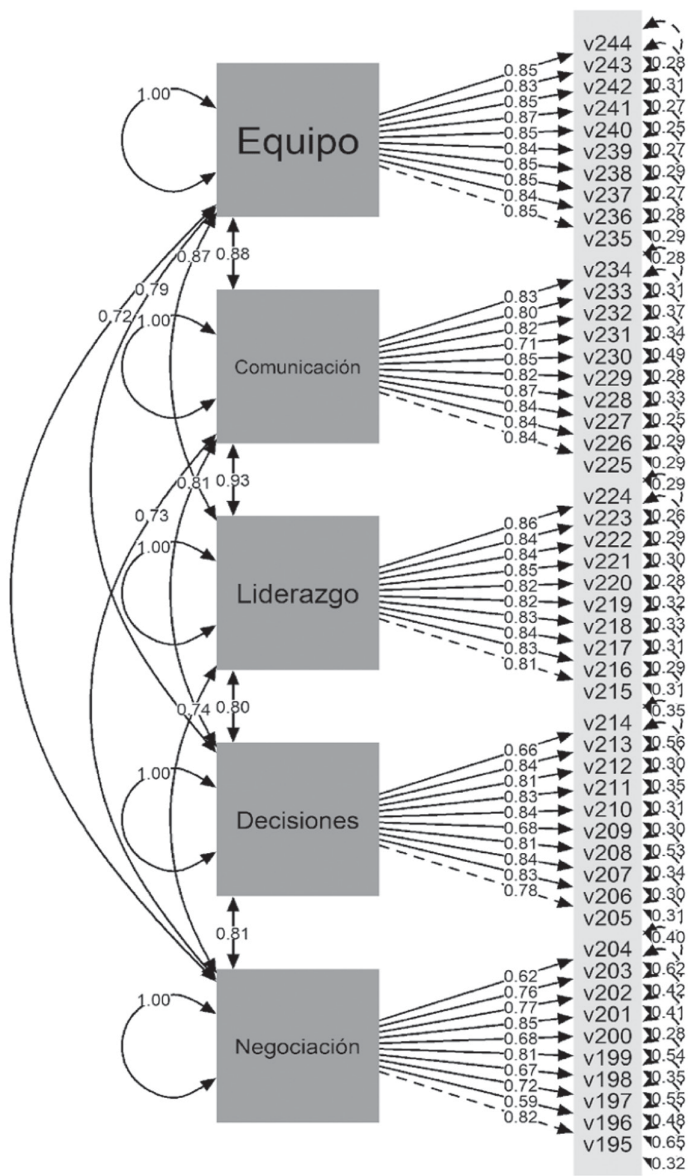 1.00
Equipo
0.85
0.83
0.85
0.87
0.85
0.84
0.85
0.85
0.84
0.85
v244
v243
v242
v241
v240
v239
v238
v237
v236
v235
0.28
0.31
0.27
0.25
0.27
0.29
0.27
0.28
0.29
0.28
0.87
0.88
0.79
0.72
1.00
Comunicación
0.83
0.80
0.82
0.71
0.85
0.82
0.87
0.84
0.84
0.84
v234
v233
v232
v231
v230
v229
v228
v227
v226
v225
0.31
0.37
0.34
0.49
0.28
0.33
0.25
0.29
0.29
0.29
0.81
0.93
0.73
1.00
Liderazgo
0.86
0.84
0.84
0.85
0.82
0.82
0.83
0.84
0.83
0.81
v224
v223
v222
v221
v220
v219
v218
v217
v216
v215
0.26
0.29
0.30
0.28
0.32
0.33
0.31
0.29
0.31
0.35
0.74
0.80
1.00
Decisiones
0.66
0.84
0.81
0.83
0.84
0.68
0.81
0.84
0.83
0.78
v214
v213
v212
v211
v210
v209
v208
v207
v206
v205
0.56
0.30
0.35
0.31
0.30
0.53
0.34
0.30
0.31
0.40
0.81
1.00
Negociación
0.62
0.76
0.77
0.85
0.68
0.81
0.67
0.72
0.59
0.82
v204
v203
v202
v201
v200
v199
v198
v197
v196
v195
0.62
0.42
0.41
0.28
0.54
0.35
0.55
0.48
0.65
0.32